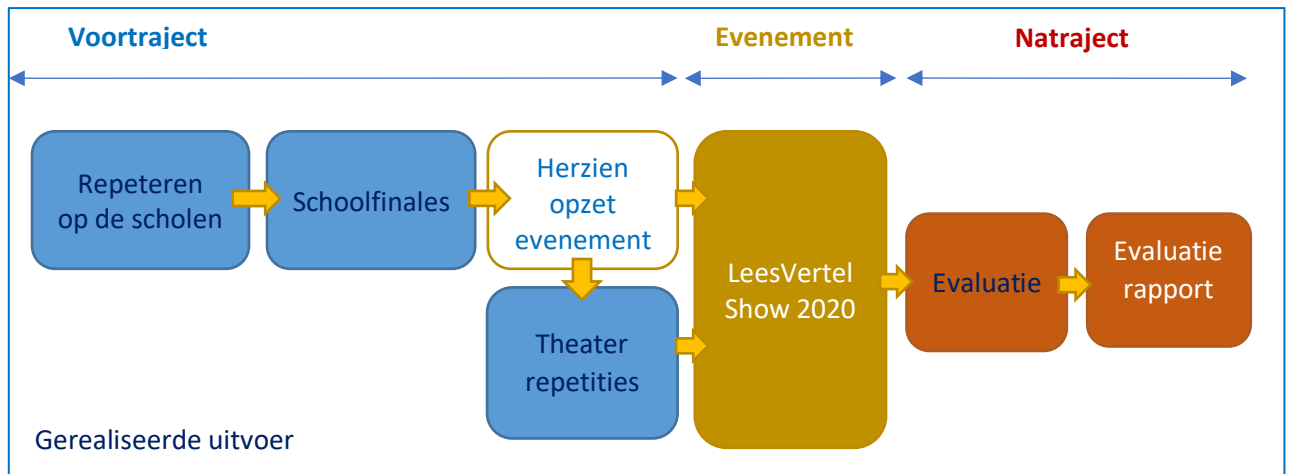 Voortraject
Evenement
Natraject
Repeteren
op de scholen
Schoolfinales
Herzien
opzet
evenement
Theater
repetities
LeesVertel
Show 2020
Evaluatie
Evaluatie
rapport
Gerealiseerde uitvoer